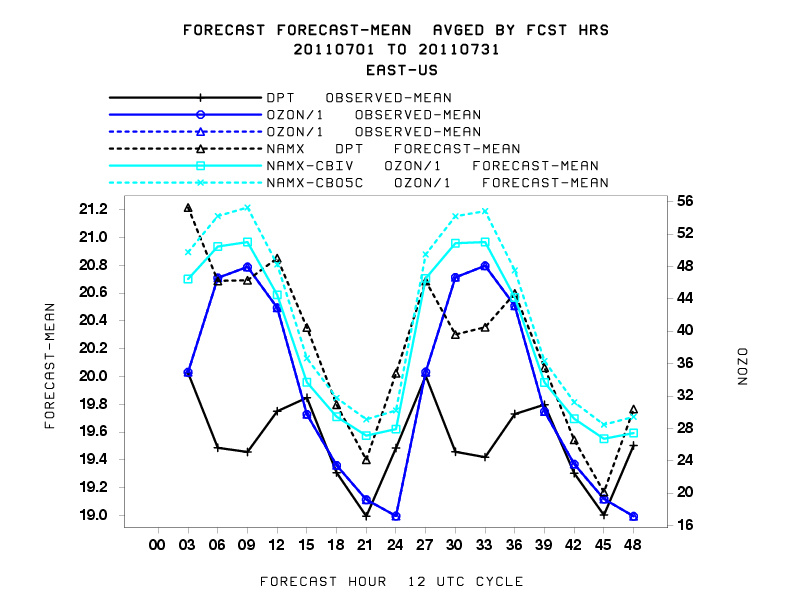 FORECAST FORECAST-MEAN  AVGED BY FCST HRS
20110701 TO 20110731
EAST-US
DPT   OBSERVED-MEAN
OZON/1   OBSERVED-MEAN
OZON/1   OBSERVED-MEAN
NAMX   DPT   FORECAST-MEAN
NAMX-CBIV   OZON/1   FORECAST-MEAN
NAMX-CB05C   OZON/1   FORECAST-MEAN
21.2
21.0
20.8
20.6
20.4
20.2
20.0
19.8
19.6
19.4
19.2
19.0
FORECAST-MEAN
56
52
48
44
40
36
32
28
24
20
16
OZON
00 03 06 09 12 15 18 21 24 27 30 33 36 39 42 45 48
FORECAST HOUR  12 UTC CYCLE